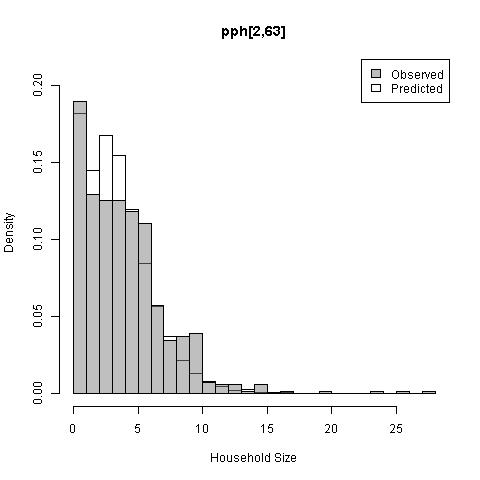 pph[2,63]
Observed
Predicted
Density
0.20
0.15
0.10
0.05
0.00
0 5 10 15 20 25
Household Size